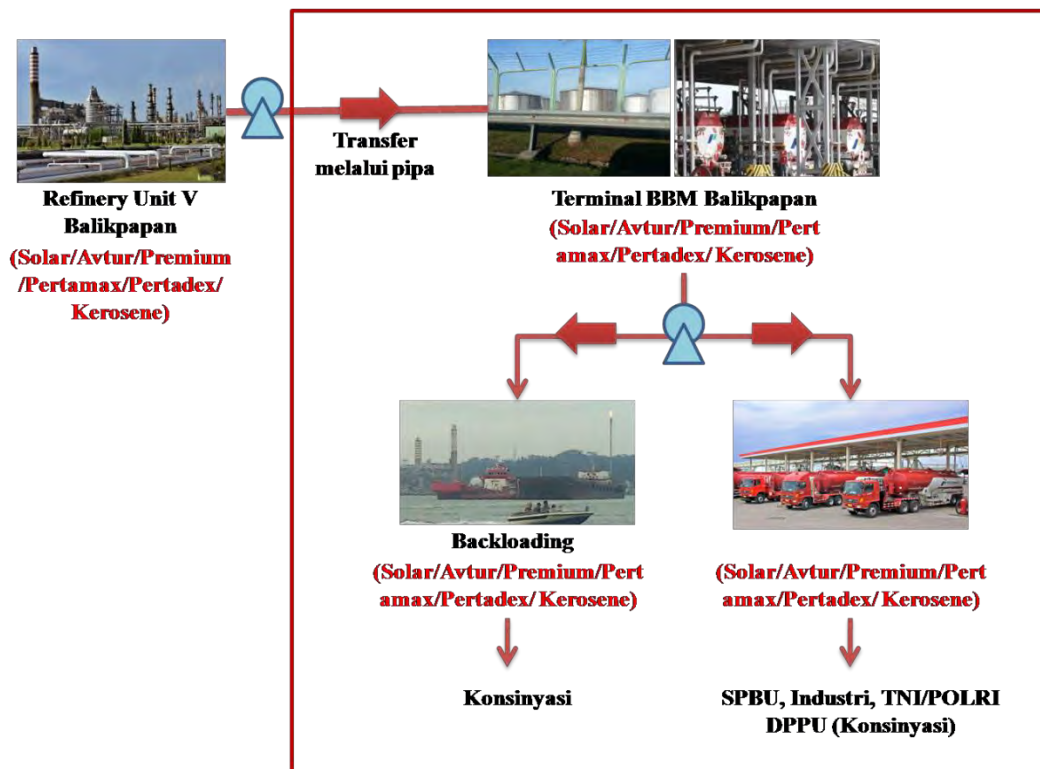 Transfer
melalui pipa
Refinery Unit V
Balikpapan
(Solar/Avtur/Premium
/Pertamax/Pertadex/
Kerosene)
Terminal BBM Balikpapan
(Solar/Avtur/Premium/Pert
amax/Pertadex/ Kerosene)
Backloading
(Solar/Avtur/Premium/Pert
amax/Pertadex/ Kerosene)
(Solar/Avtur/Premium/Pert
amax/Pertadex/ Kerosene)
Konsinyasi
SPBU, Industri, TNI/POLRI
DPPU (Konsinyasi)